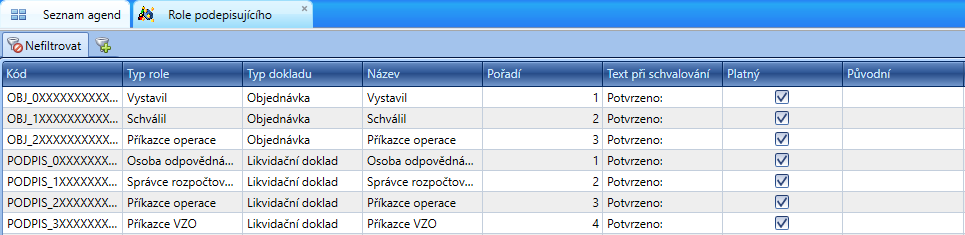 Seznam agend Role podepisujícího ×
Nefiltrovat
Kód Typ role Typ dokladu Název Pořadí Text při schvalování Platný Původní
OBJ_0XXXXXXXXXX... Vystavil Objednávka Vystavil 1 Potvrzeno:
OBJ_1XXXXXXXXXX... Schválil Objednávka Schválil 2 Potvrzeno:
OBJ_2XXXXXXXXXX... Příkazce operace Objednávka Příkazce operace 3 Potvrzeno:
PODPIS_0XXXXXXX... Osoba odpovědná... Likvidační doklad Osoba odpovědná... 1 Potvrzeno:
PODPIS_1XXXXXXX... Správce rozpočtov... Likvidační doklad Správce rozpočtov... 2 Potvrzeno:
PODPIS_2XXXXXXX... Příkazce operace Likvidační doklad Příkazce operace 3 Potvrzeno:
PODPIS_3XXXXXXX... Příkazce VZO Likvidační doklad Příkazce VZO 4 Potvrzeno: